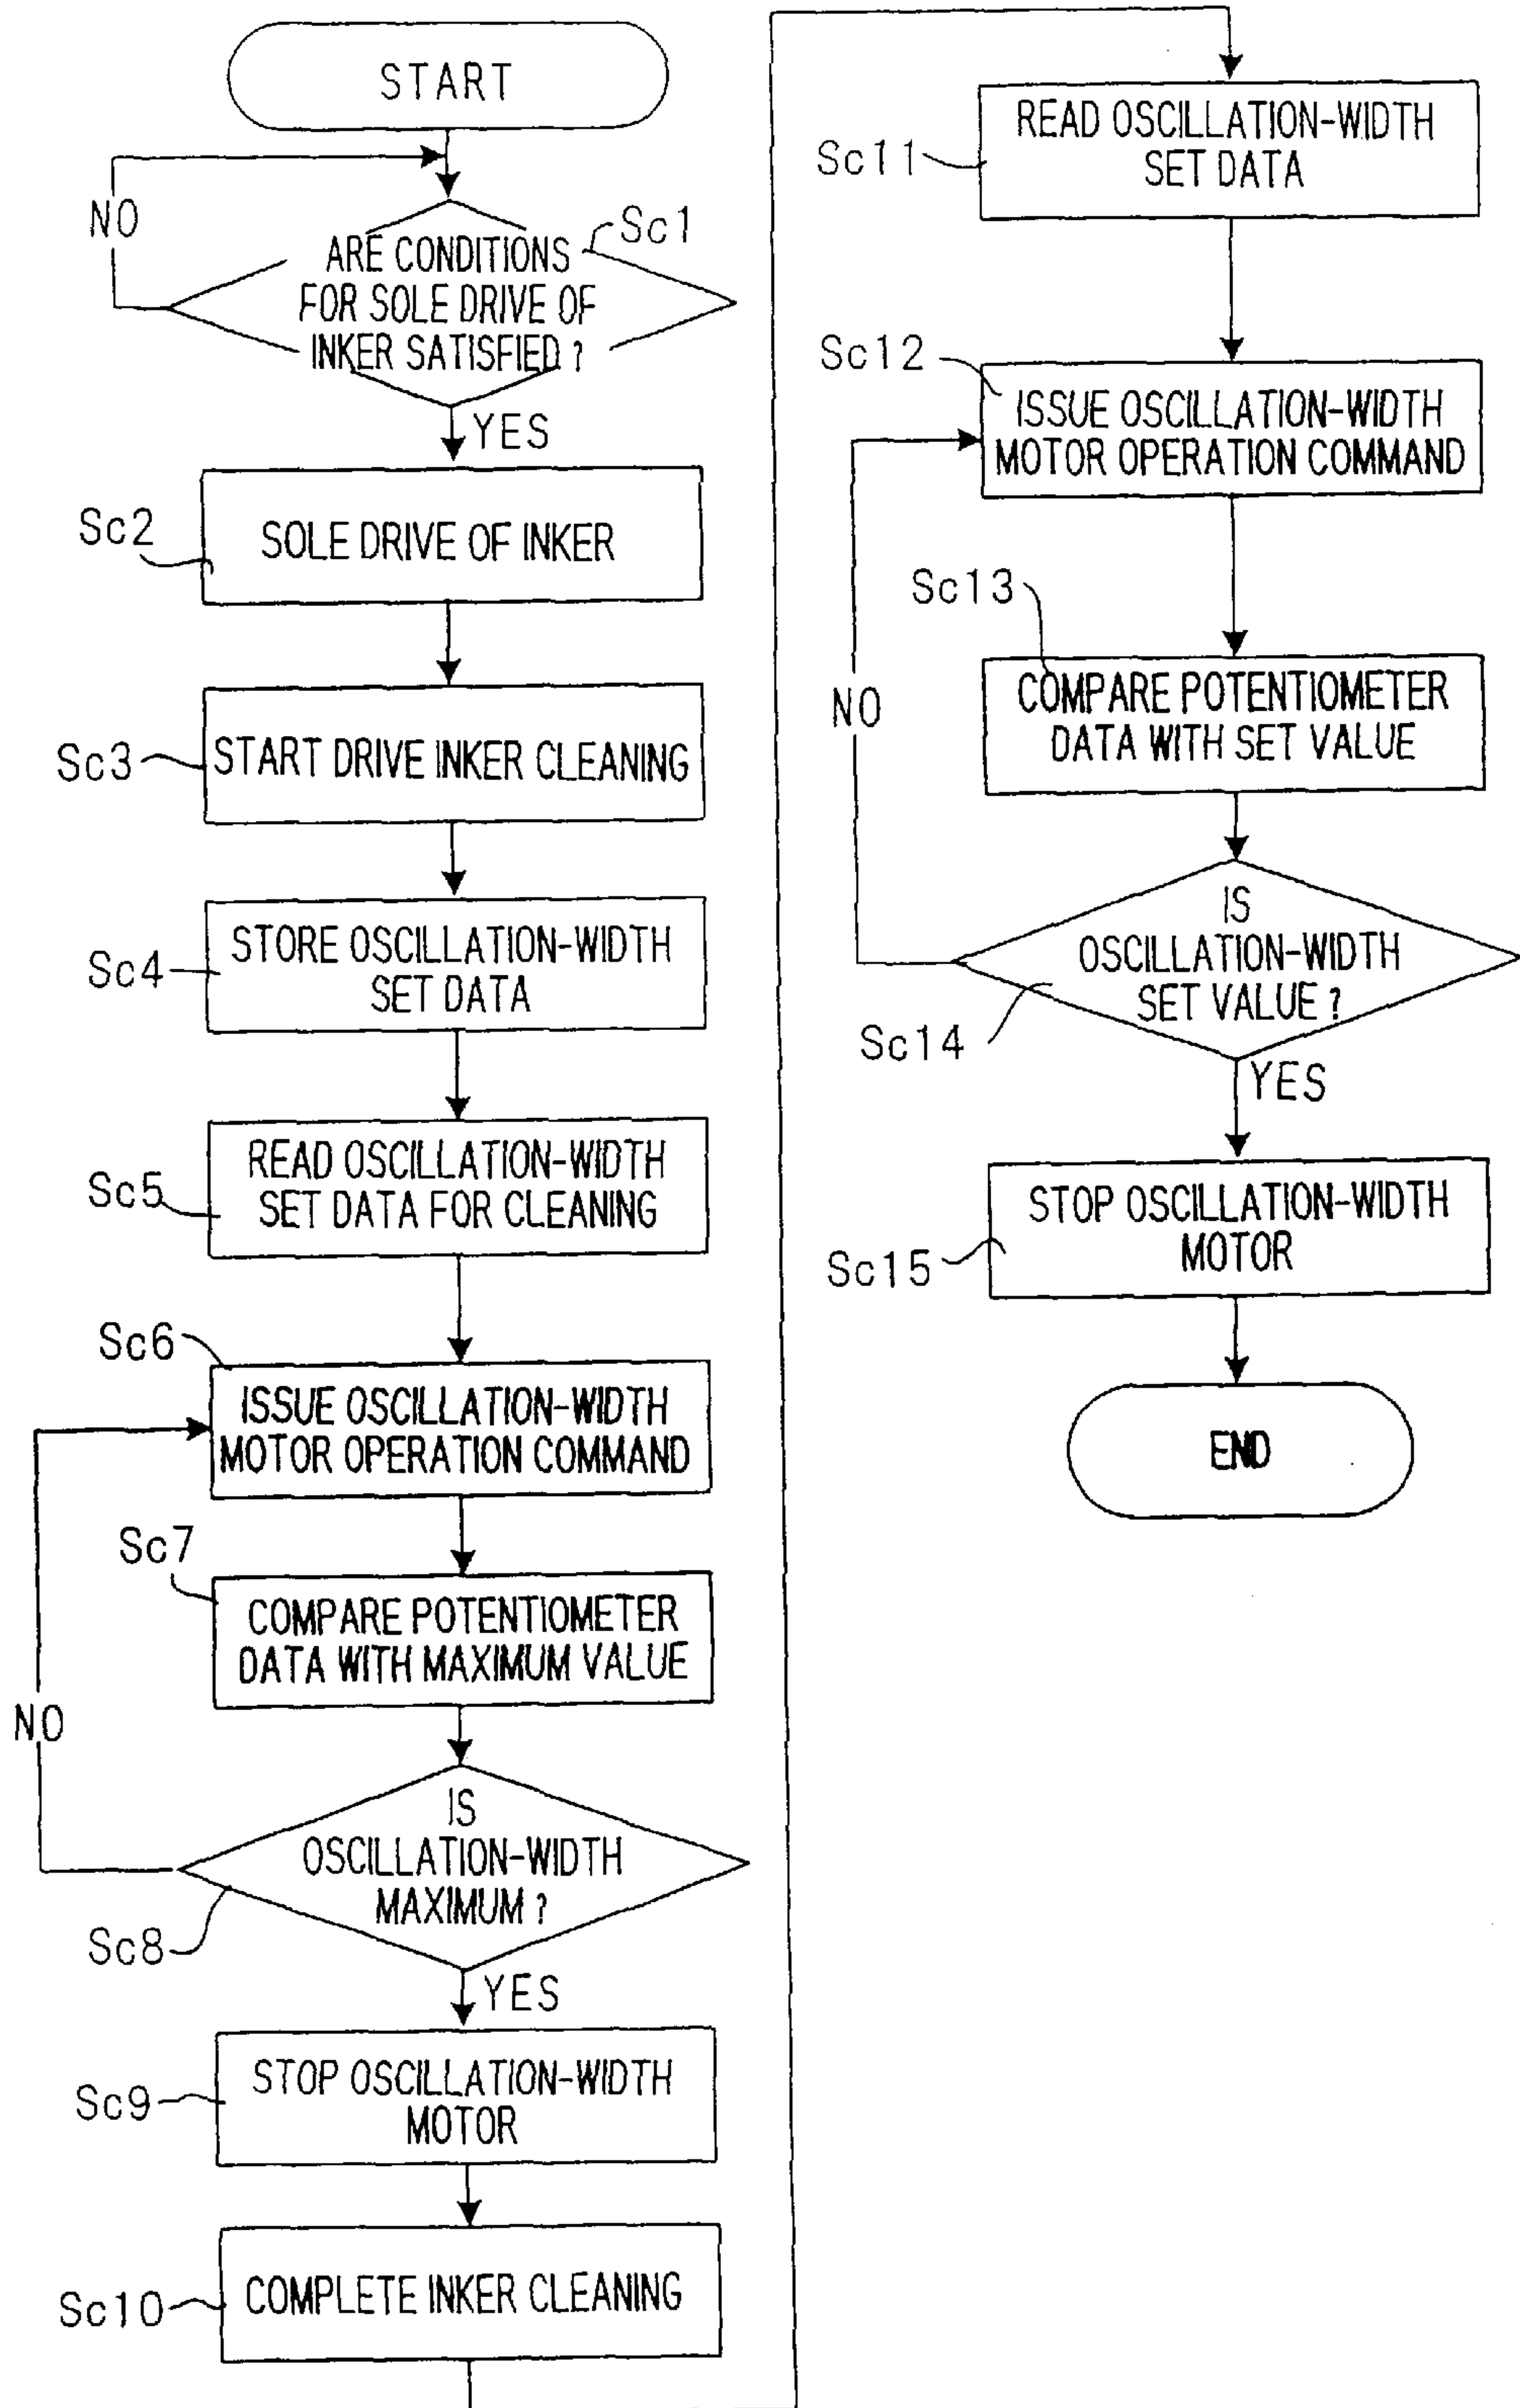 START
NO
Sc1
ARE CONDITIONS
FOR SOLE DRIVE OF
INKER SATISFIED ?
YES
Sc2
SOLE DRIVE OF INKER
Sc3
START DRIVE INKER CLEANING
Sc4
STORE OSCILLATION-WIDTH
SET DATA
Sc5
READ OSCILLATION-WIDTH
SET DATA FOR CLEANING
Sc6
ISSUE OSCILLATION-WIDTH
MOTOR OPERATION COMMAND
Sc7
COMPARE POTENTIOMETER
DATA WITH MAXIMUM VALUE
NO
IS
OSCILLATION-WIDTH
MAXIMUM ?
Sc8
YES
Sc9
STOP OSCILLATION-WIDTH
MOTOR
Sc10
COMPLETE INKER CLEANING
Sc11
READ OSCILLATION-WIDTH
SET DATA
Sc12
ISSUE OSCILLATION-WIDTH
MOTOR OPERATION COMMAND
Sc13
COMPARE POTENTIOMETER
DATA WITH SET VALUE
NO
IS
OSCILLATION-WIDTH
SET VALUE ?
Sc14
YES
Sc15
STOP OSCILLATION-WIDTH
MOTOR
END